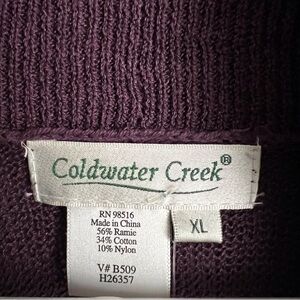 Coldwater Creek®
RN 98516
Made in China
56% Ramie
34% Cotton
10% Nylon
XL
V# B509
H26357